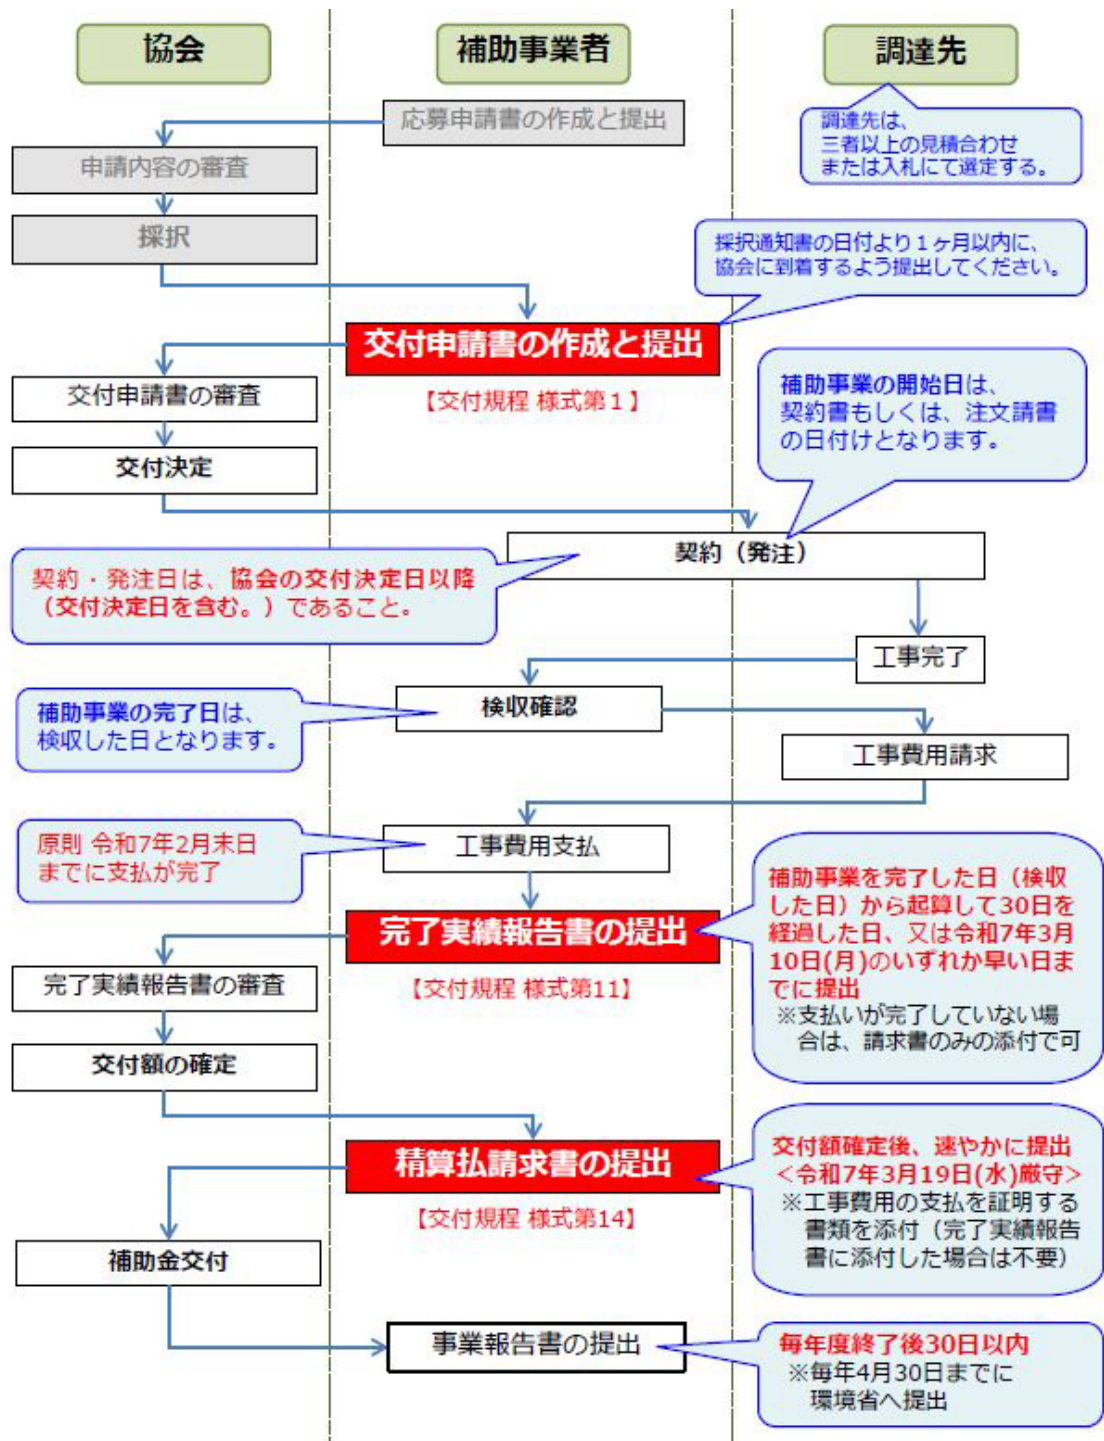 協会
補助事業者
調達先
応募申請書の作成と提出
調達先は、
三者以上の見積合わせ
または入札にて選定する。
申請内容の審査
採択
採択通知書の日付より１ヶ月以内に、
協会に到着するよう提出してください。
交付申請書の作成と提出
【交付規程 様式第１】
交付申請書の審査
補助事業の開始日は、
契約書もしくは、注文請書
の日付けとなります。
交付決定
契約（発注）
契約・発注日は、協会の交付決定日以降
（交付決定日を含む。）であること。
工事完了
検収確認
補助事業の完了日は、
検収した日となります。
工事費用請求
工事費用支払
原則 令和7年2月末日
までに支払が完了
完了実績報告書の提出
【交付規程 様式第11】
補助事業を完了した日（検収
した日）から起算して30日を
経過した日、又は令和7年3月
10日(月)のいずれか早い日ま
でに提出
※支払いが完了していない場
合は、請求書のみの添付で可
完了実績報告書の審査
交付額の確定
精算払請求書の提出
【交付規程 様式第14】
交付額確定後、速やかに提出
＜令和7年3月19日(水)厳守＞
※工事費用の支払を証明する
書類を添付（完了実績報告
書に添付した場合は不要）
補助金交付
事業報告書の提出
毎年度終了後30日以内
※毎年4月30日までに
環境省へ提出